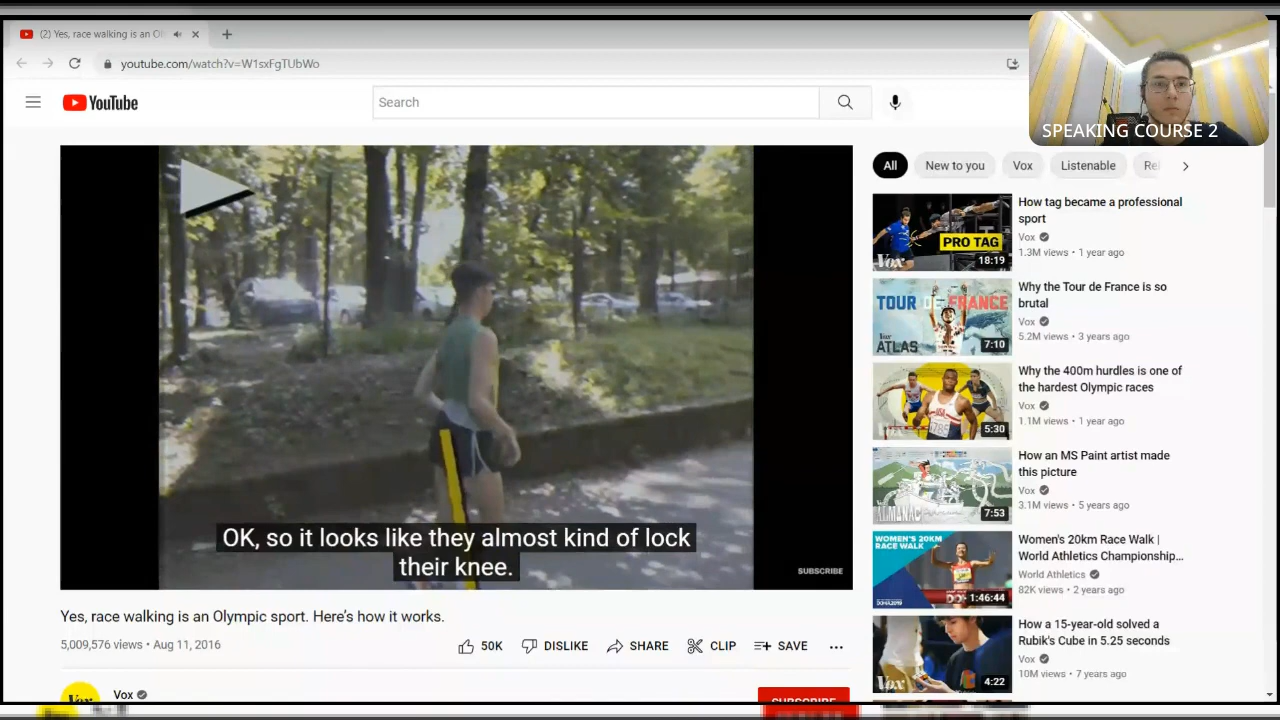 (2) Yes, race walking is an Ol
youtube.com/watch?v=W1sxFgTUbWo
YouTube
Search
SPEAKING COURSE 2
All
New to you
Vox
Listenable
Re
How tag became a professional
sport
Vox
1.3M views • 1 year ago
PRO TAG
Vox
18:19
Why the Tour de France is so
brutal
Vox
5.2M views • 3 years ago
TOUR DE FRANCE
ATLAS
7:10
Why the 400m hurdles is one of
the hardest Olympic races
Vox
1.1M views • 1 year ago
5:30
How an MS Paint artist made
this picture
Vox
3.1M views • 5 years ago
ALMANAC
7:53
Women's 20km Race Walk |
World Athletics Championship...
World Athletics
82K views • 2 years ago
WOMEN'S 20KM
RACE WALK
1:46:44
How a 15-year-old solved a
Rubik's Cube in 5.25 seconds
Vox
10M views • 7 years ago
Vox
4:22
OK, so it looks like they almost kind of lock
their knee.
SUBSCRIBE
Yes, race walking is an Olympic sport. Here's how it works.
5,009,576 views • Aug 11, 2016
50K
DISLIKE
SHARE
CLIP
SAVE
Vox
Vox
SUBSCRIBE